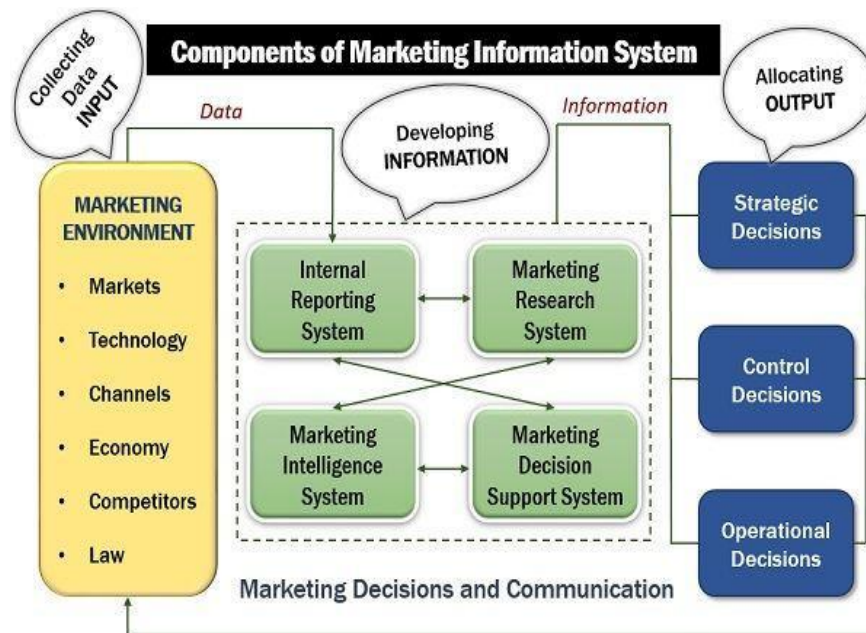 Components of Marketing Information System
Collecting
Data
INPUT
Data
Developing
INFORMATION
Information
Allocating
OUTPUT
MARKETING
ENVIRONMENT
• Markets
• Technology
• Channels
• Economy
• Competitors
• Law
Internal
Reporting
System
Marketing
Research
System
Marketing
Intelligence
System
Marketing
Decision
Support System
Strategic
Decisions
Control
Decisions
Operational
Decisions
Marketing Decisions and Communication